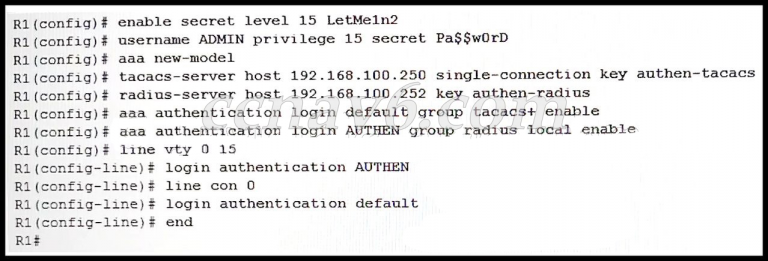 R1(config)# enable secret level 15 LetMe1n2
R1(config)# username ADMIN privilege 15 secret Pa$$w0rD
R1(config)# aaa new-model
R1(config)# tacacs-server host 192.168.100.250 single-connection key authen-tacacs
R1(config)# radius-server host 192.168.100.252 key authen-radius
R1(config)# aaa authentication login default group tacacs+ enable
R1(config)# aaa authentication login AUTHEN group radius local enable
R1(config)# line vty 0 15
R1(config-line)# login authentication AUTHEN
R1(config-line)# line con 0
R1(config-line)# login authentication default
R1(config-line)# end
R1#
ccnav6.com